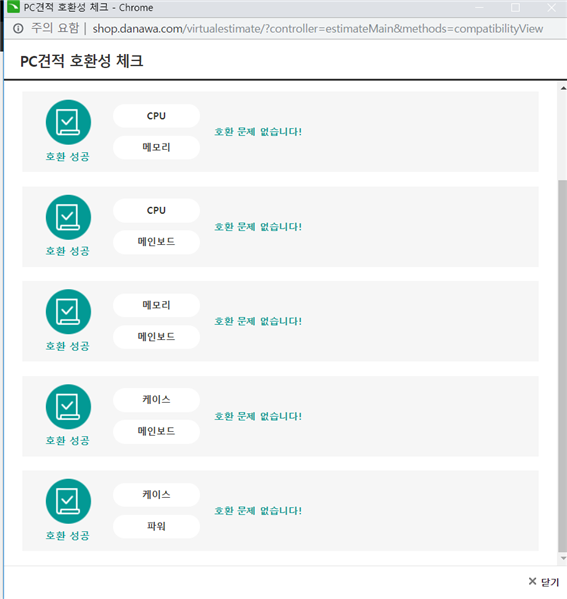 PC견적 호환성 체크 - Chrome
주의 요함 | shop.danawa.com/virtualestimate/?controller=estimateMain&methods=compatibilityView
PC견적 호환성 체크
CPU
메모리
호환 성공
호환 문제 없습니다!
CPU
메인보드
호환 성공
호환 문제 없습니다!
메모리
메인보드
호환 성공
호환 문제 없습니다!
케이스
메인보드
호환 성공
호환 문제 없습니다!
케이스
파워
호환 성공
호환 문제 없습니다!
× 닫기